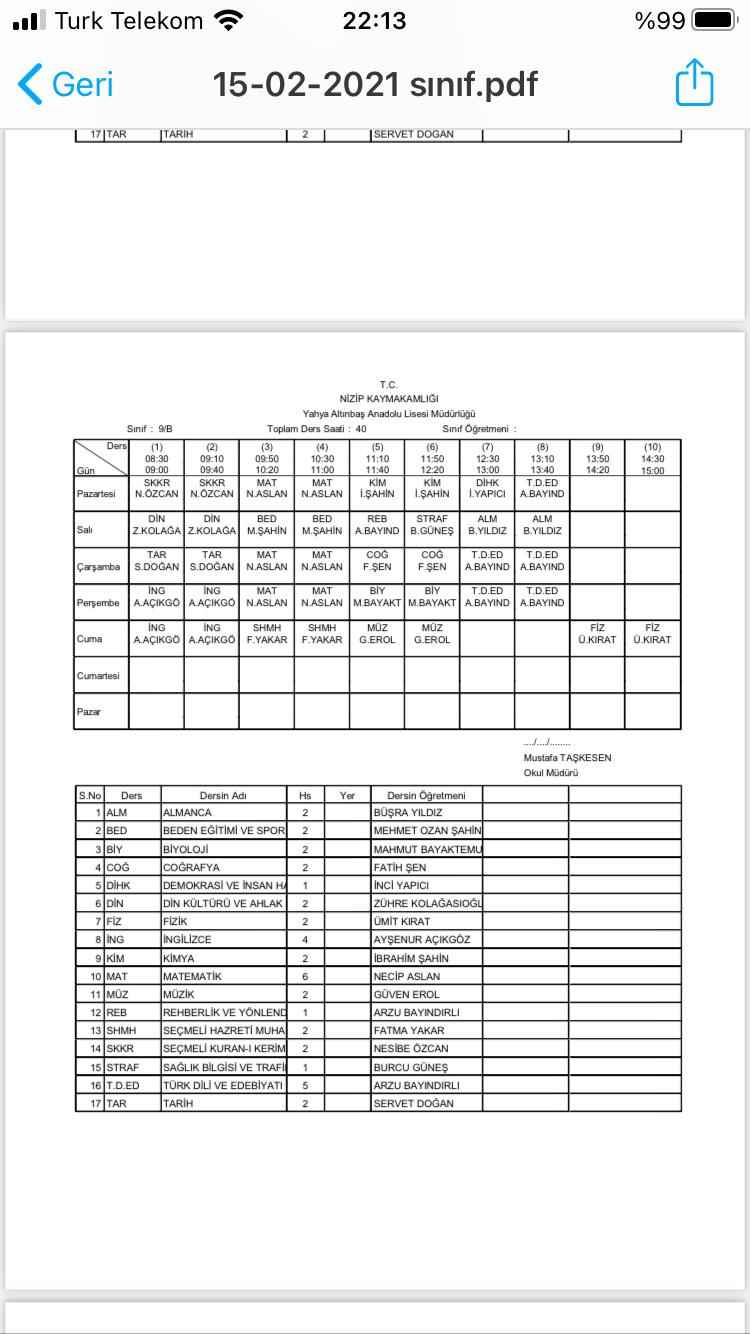 Turk Telekom 22:13 %99
Geri 15-02-2021 sınıf.pdf
17 TAR TARİH 2 SERVET DOĞAN
T.C.
NİZİP KAYMAKAMLIĞI
Yahya Altınbaş Anadolu Lisesi Müdürlüğü
Sınıf : 9/B Toplam Ders Saati : 40 Sınıf Öğretmeni :
Ders (1) (2) (3) (4) (5) (6) (7) (8) (9) (10)
08:30 09:10 09:50 10:30 11:10 11:50 12:30 13:10 13:50 14:30
Gün 09:00 09:40 10:20 11:00 11:40 12:20 13:00 13:40 14:20 15:00
SKKR SKKR MAT MAT KİM KİM DİHK T.D.ED
Pazartesi N.ÖZCAN N.ÖZCAN N.ASLAN N.ASLAN İ.ŞAHİN İ.ŞAHİN İ.YAPICI A.BAYIND
DİN DİN BED BED REB STRAF ALM ALM
Salı Z.KOLAĞA Z.KOLAĞA M.ŞAHİN M.ŞAHİN A.BAYIND B.GÜNEŞ B.YILDIZ B.YILDIZ
TAR TAR MAT MAT COĞ COĞ T.D.ED T.D.ED
Çarşamba S.DOĞAN S.DOĞAN N.ASLAN N.ASLAN F.ŞEN F.ŞEN A.BAYIND A.BAYIND
İNG İNG MAT MAT BİY BİY T.D.ED T.D.ED
Perşembe A.AÇIKGÖ A.AÇIKGÖ N.ASLAN N.ASLAN M.BAYAKT M.BAYAKT A.BAYIND A.BAYIND
İNG İNG SHMH SHMH MÜZ MÜZ FİZ FİZ
Cuma A.AÇIKGÖ A.AÇIKGÖ F.YAKAR F.YAKAR G.EROL G.EROL Ü.KIRAT Ü.KIRAT
Cumartesi
Pazar
..../..../........
Mustafa TAŞKESEN
Okul Müdürü
S.No Ders Dersin Adı Hs Yer Dersin Öğretmeni
1 ALM ALMANCA 2 BÜŞRA YILDIZ
2 BED BEDEN EĞİTİMİ VE SPOR 2 MEHMET OZAN ŞAHİN
3 BİY BİYOLOJİ 2 MAHMUT BAYAKTEMU
4 COĞ COĞRAFYA 2 FATİH ŞEN
5 DİHK DEMOKRASİ VE İNSAN HA 1 İNCİ YAPICI
6 DİN DİN KÜLTÜRÜ VE AHLAK 2 ZÜHRE KOLAĞASIOĞL
7 FİZ FİZİK 2 ÜMİT KIRAT
8 İNG İNGİLİZCE 4 AYŞENUR AÇIKGÖZ
9 KİM KİMYA 2 İBRAHİM ŞAHİN
10 MAT MATEMATİK 6 NECİP ASLAN
11 MÜZ MÜZİK 2 GÜVEN EROL
12 REB REHBERLİK VE YÖNLEND 1 ARZU BAYINDIRLI
13 SHMH SEÇMELİ HAZRETİ MUHA 2 FATMA YAKAR
14 SKKR SEÇMELİ KURAN-I KERİM 2 NESİBE ÖZCAN
15 STRAF SAĞLIK BİLGİSİ VE TRAFİ 1 BURCU GÜNEŞ
16 T.D.ED TÜRK DİLİ VE EDEBİYATI 5 ARZU BAYINDIRLI
17 TAR TARİH 2 SERVET DOĞAN